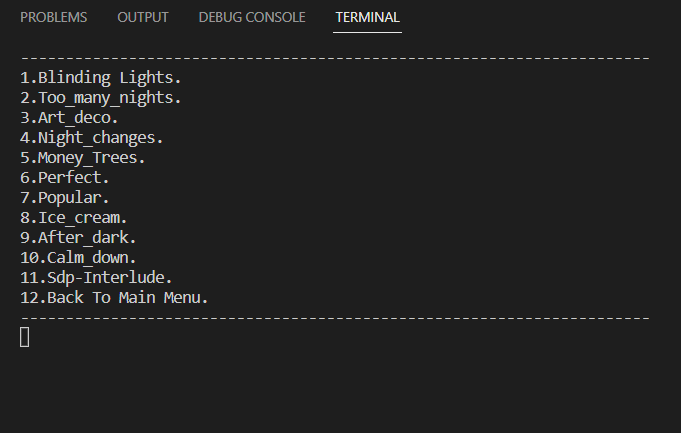 PROBLEMS OUTPUT DEBUG CONSOLE TERMINAL
----------------------------------------------------------------------
1.Blinding Lights.
2.Too_many_nights.
3.Art_deco.
4.Night_changes.
5.Money_Trees.
6.Perfect.
7.Popular.
8.Ice_cream.
9.After_dark.
10.Calm_down.
11.Sdp-Interlude.
12.Back To Main Menu.
----------------------------------------------------------------------